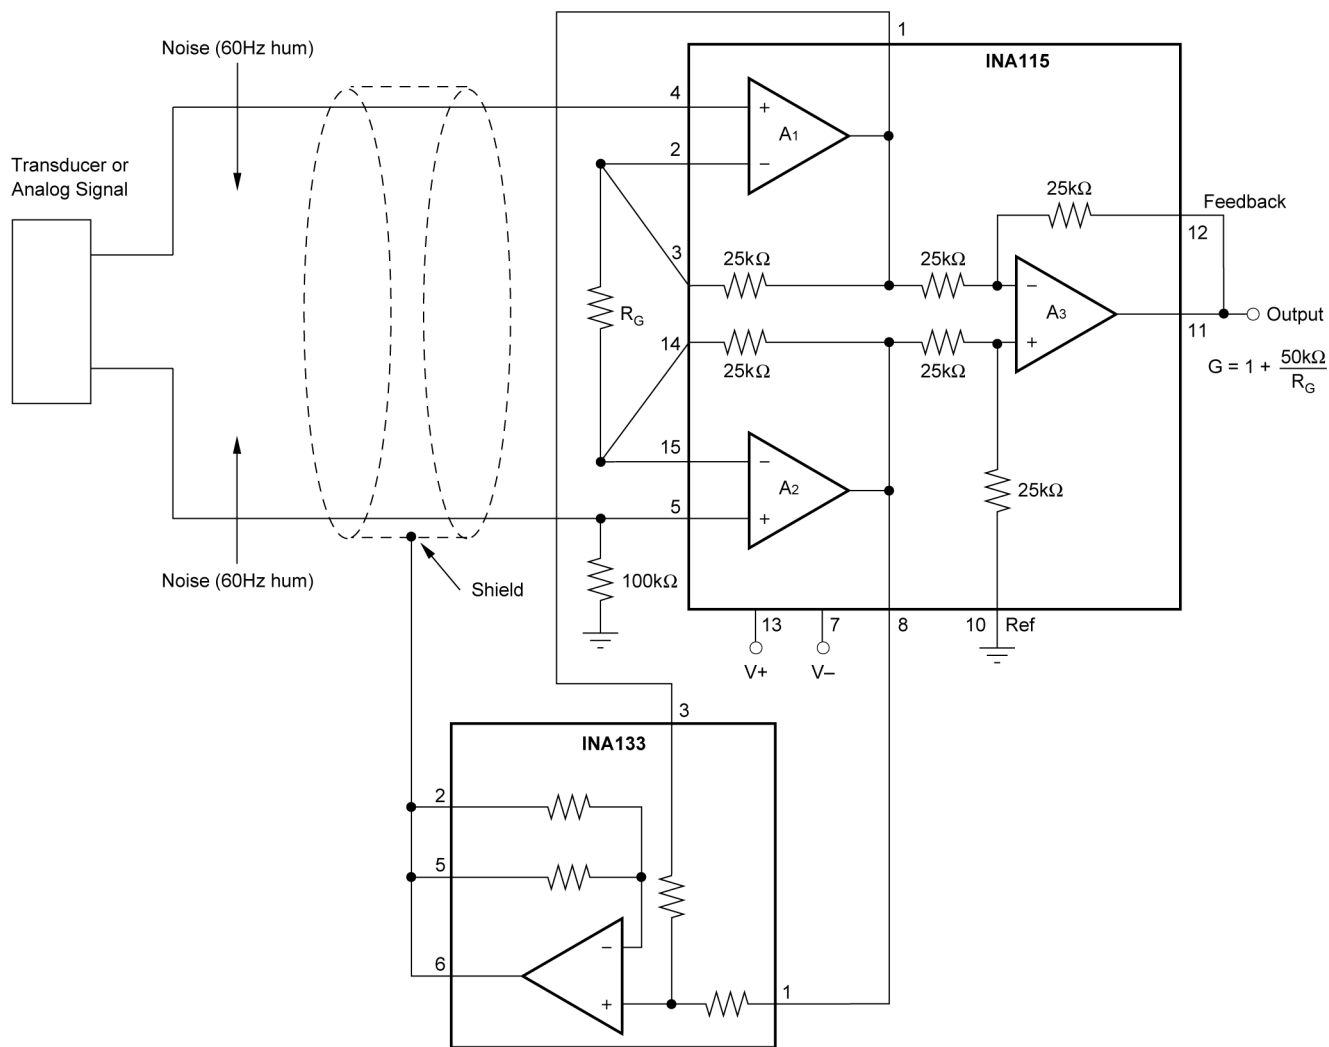 Noise (60Hz hum)
1
INA115
4
+
A1
2
−
Transducer or
Analog Signal
25kΩ
Feedback
12
3
25kΩ
25kΩ
−
RG
A3
Output
14
+
11
25kΩ
25kΩ
G = 1 + 50kΩ
RG
15
−
A2
25kΩ
5
+
Noise (60Hz hum)
Shield
100kΩ
13
7
8
10
Ref
V+
V–
3
INA133
2
5
−
6
+
1